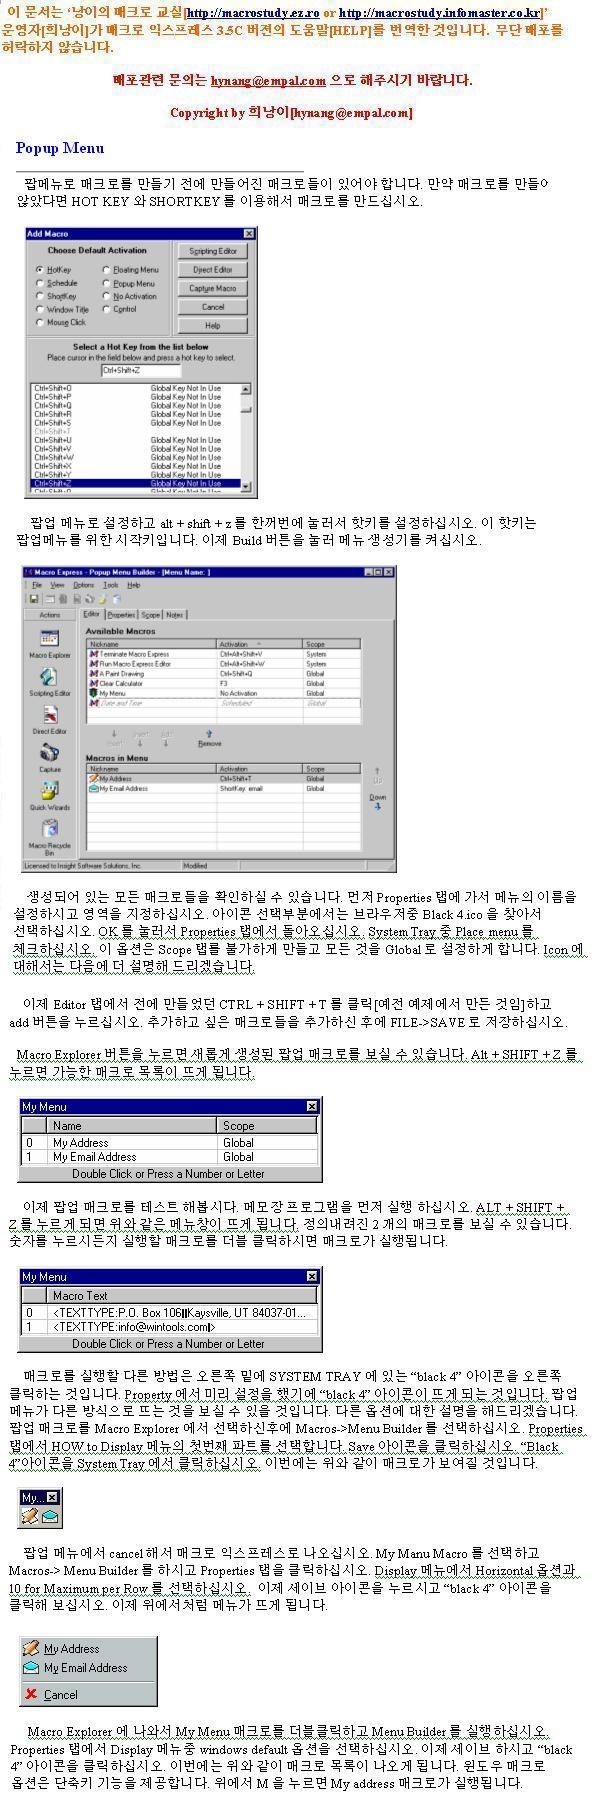 이 문서는 '낭이의 매크로 교실[http://macrostudy.ez.ro or http://macrostudy.infomaster.co.kr]'
운영자[희낭이]가 매크로 익스프레스 3.5C 버젼의 도움말[HELP]를 번역한 것입니다. 무단 배포를
허락하지 않습니다.
배포관련 문의는 hynang@empal.com 으로 해주시기 바랍니다.
Copyright by 희낭이[hynang@empal.com]
Popup Menu
팝메뉴로 매크로를 만들기 전에 만들어진 매크로들이 있어야 합니다. 만약 매크로를 만들
않았다면 HOT KEY 와 SHORTKEY 를 이용해서 매크로를 만드십시오.
Add Macro
Choose Default Activation
HotKey Floating Menu Scripting Editor
Schedule Popup Menu Direct Editor
ShortKey No Activation Capture Macro
Window Title Control Cancel
Mouse Click Help
Select a Hot Key from the list below
Place cursor in the field below and press a hot key to select.
Ctrl+Shift+Z
Ctrl+Shift+O Global Key Not In Use
Ctrl+Shift+P Global Key Not In Use
Ctrl+Shift+Q Global Key Not In Use
Ctrl+Shift+R Global Key Not In Use
Ctrl+Shift+S Global Key Not In Use
Ctrl+Shift+T
Ctrl+Shift+U Global Key Not In Use
Ctrl+Shift+V Global Key Not In Use
Ctrl+Shift+W Global Key Not In Use
Ctrl+Shift+X Global Key Not In Use
Ctrl+Shift+Y Global Key Not In Use
Ctrl+Shift+Z Global Key Not In Use
팝업 메뉴로 설정하고 alt + shift + z 를 한꺼번에 눌러서 핫키를 설정하십시오. 이 핫키는
팝업메뉴를 위한 시작키입니다. 이제 Build 버튼을 눌러 메뉴 생성기를 켜십시오.
Macro Express - Popup Menu Builder - [Menu Name: ]
File View Options Tools Help
Actions Editor Properties Scope Notes
Available Macros
Nickname Activation Scope
Terminate Macro Express Ctrl+Alt+Shift+V System
Run Macro Express Editor Ctrl+Alt+Shift+W System
A Paint Drawing Ctrl+Shift+Q Global
Clear Calculator F3 Global
My Menu No Activation Global
Date and Time Scheduled Global
Macro Explorer
Scripting Editor
Direct Editor
Capture
Quick Wizards
Macro Recycle
Bin
Insert Insert Add Remove
Macros in Menu
Nickname Activation Scope
My Address Ctrl+Shift+T Global
My Email Address ShortKey: email Global
Up
Down
Licensed to Insight Software Solutions, Inc. Modified
생성되어 있는 모든 매크로들을 확인하실 수 있습니다. 먼저 Properties 탭에 가서 메뉴의 이름을
설정하시고 영역을 지정하십시오. 아이콘 선택부분에서는 브라우저중 Black 4.ico 을 찾아서
선택하십시오. OK 를 눌러서 Properties 탭에서 돌아오십시오. System Tray 중 Place menu 를
체크하십시오. 이 옵션은 Scope 탭를 불가하게 만들고 모든 것을 Global 로 설정하게 합니다. Icon 에
대해서는 다음에 더 설명해 드리겠습니다.
이제 Editor 탭에서 전에 만들었던 CTRL + SHIFT + T 를 클릭[예전 예제에서 만든 것임]하고
add 버튼을 누르십시오. 추가하고 싶은 매크로들을 추가하신 후에 FILE->SAVE 로 저장하십시오.
Macro Explorer 버튼을 누르면 새롭게 생성된 팝업 매크로를 보실 수 있습니다. Alt + SHIFT + Z 를
누르면 가능한 매크로 목록이 뜨게 됩니다.
My Menu
Name Scope
0 My Address Global
1 My Email Address Global
Double Click or Press a Number or Letter
이제 팝업 매크로를 테스트 해봅시다. 메모장 프로그램을 먼저 실행 하십시오. ALT + SHIFT +
Z 를 누르게 되면 위와 같은 메뉴창이 뜨게 됩니다. 정의내려진 2 개의 매크로를 보실 수 있습니다.
숫자를 누르시든지 실행할 매크로를 더블 클릭하시면 매크로가 실행됩니다.
My Menu
Macro Text
0 <TEXTTYPE:P.O. Box 106||Kaysville, UT 84037-01...
1 <TEXTTYPE:info@wintools.com|>
Double Click or Press a Number or Letter
매크로를 실행할 다른 방법은 오른쪽 밑에 SYSTEM TRAY 에 있는 “black 4” 아이콘을 오른쪽
클릭하는 것입니다. Property 에서 미리 설정을 했기에 “black 4” 아이콘이 뜨게 되는 것입니다. 팝업
메뉴가 다른 방식으로 뜨는 것을 보실 수 있을 것입니다. 다른 옵션에 대한 설명을 해드리겠습니다.
팝업 매크로를 Macro Explorer 에서 선택하신후에 Macros->Menu Builder 를 선택하십시오. Properties
탭에서 HOW to Display 메뉴의 첫번째 파트를 선택합니다. Save 아이콘을 클릭하십시오. “Black
4”아이콘을 System Tray 에서 클릭하십시오. 이번에는 위와 같이 매크로가 보여질 것입니다.
My...
팝업 메뉴에서 cancel 해서 매크로 익스프레스로 나오십시오. My Manu Macro 를 선택하고
Macros-> Menu Builder 를 하시고 Properties 탭을 클릭하십시오. Display 메뉴에서 Horizontal 옵션과
10 for Maximum per Row 를 선택하십시오. 이제 세이브 아이콘을 누르시고 “black 4” 아이콘을
클릭해 보십시오. 이제 위에서처럼 메뉴가 뜨게 됩니다.
My Address
My Email Address
Cancel
Macro Explorer 에 나와서 My Menu 매크로를 더블클릭하고 Menu Builder 를 실행하십시오.
Properties 탭에서 Display 메뉴중 windows default 옵션을 선택하십시오. 이제 세이브 하시고 “black
4” 아이콘을 클릭하십시오. 이번에는 위와 같이 매크로 목록이 나오게 됩니다. 윈도우 매크로
옵션은 단축키 기능을 제공합니다. 위에서 M 을 누르면 My address 매크로가 실행됩니다.